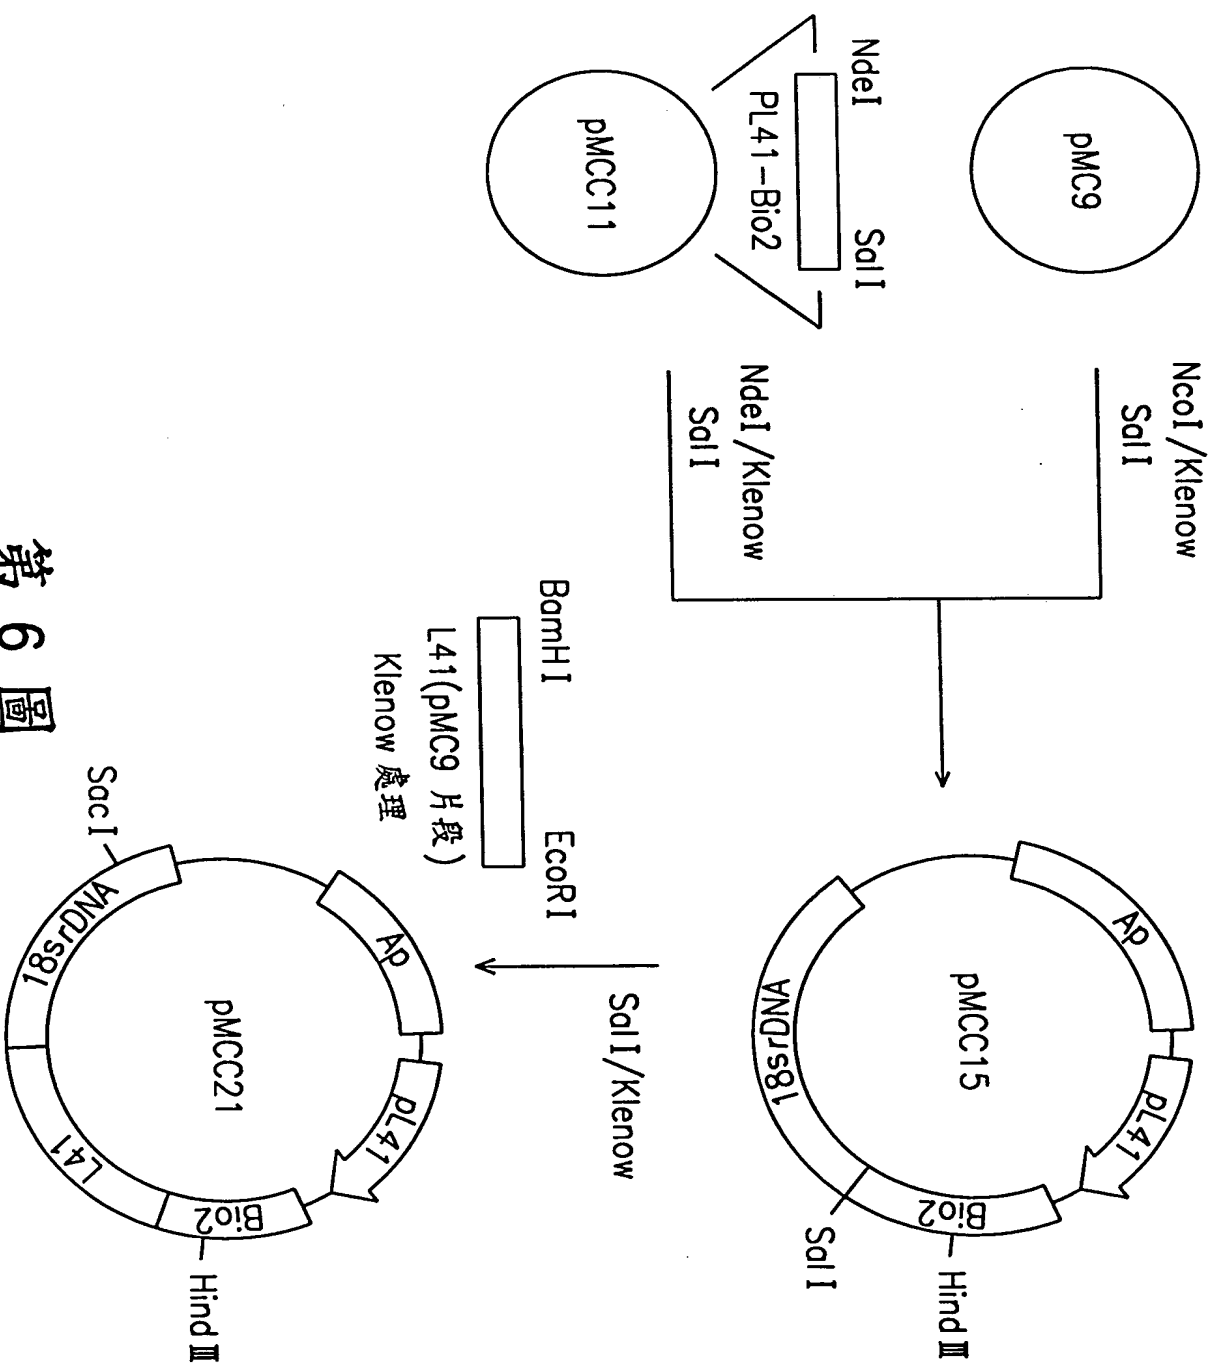 pMC9
NcoI/Klenow
SalI
NdeI
SalI
PL41-Bio2
pMCC11
NdeI/Klenow
SalI
Ap
pL41
pMCC15
Bio2
18srDNA
HindⅢ
SalI
SalI/Klenow
BamHI
EcoRI
L41(pMC9 片段)
Klenow 處理
Ap
pL41
pMCC21
Bio2
L41
18srDNA
SacI
HindⅢ
第 6 圖